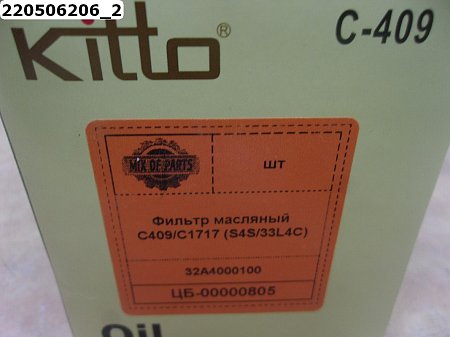 220506206_2
Kitto®
C-409
MIX OF PARTS
шт
Фильтр масляный
C409/C1717 (S4S/33L4C)
32A4000100
ЦБ-00000805
Oil